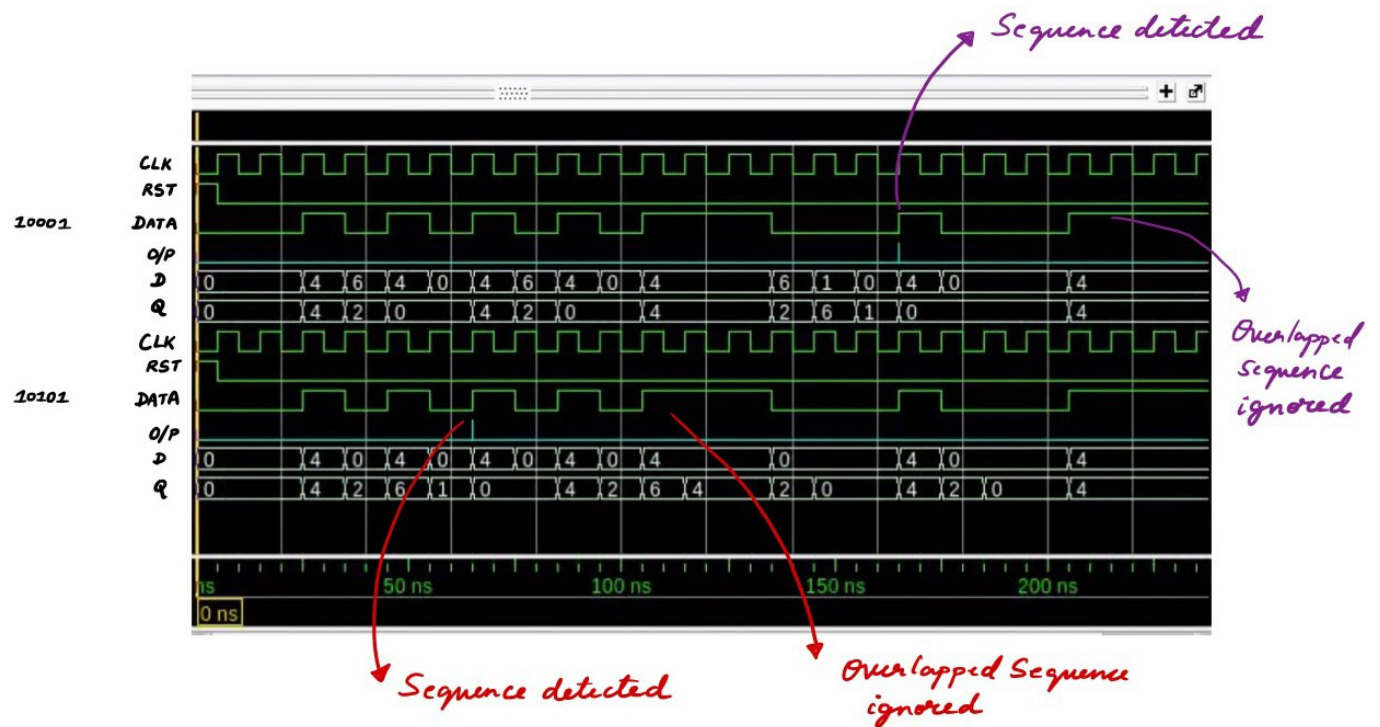 Sequence detected
CLK
RST
10001 DATA
O/P
D 0 4 6 4 0 4 6 4 0 4 6 1 0 4 0 4
Q 0 4 2 0 4 2 0 4 2 6 1 0 4
CLK
RST
10101 DATA
O/P
D 0 4 0 4 0 4 0 4 0 4 0 4 0 4
Q 0 4 2 6 1 0 4 2 6 4 2 0 4 2 0 4
Overlapped
sequence
ignored
ns 50 ns 100 ns 150 ns 200 ns
0 ns
Sequence detected
Overlapped Sequence
ignored